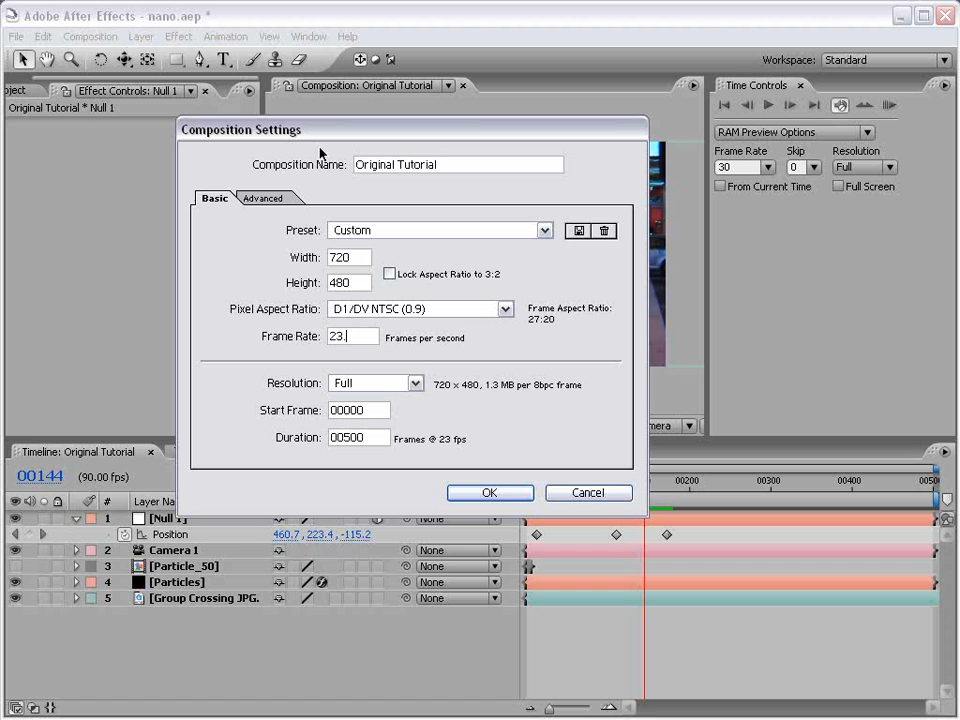 Adobe After Effects - nano.aep *
File Edit Composition Layer Effect Animation View Window Help
Workspace: Standard
oject Effect Controls: Null 1 Composition: Original Tutorial Time Controls
Original Tutorial * Null 1
RAM Preview Options
Frame Rate Skip Resolution
30 0 Full
From Current Time Full Screen
Composition Settings
Composition Name: Original Tutorial
Basic Advanced
Preset: Custom
Width: 720
Lock Aspect Ratio to 3:2
Height: 480
Pixel Aspect Ratio: D1/DV NTSC (0.9)
Frame Aspect Ratio:
27:20
Frame Rate: 23. Frames per second
Resolution: Full 720 x 480, 1.3 MB per 8bpc frame
Start Frame: 00000
Duration: 00500 Frames @ 23 fps
OK Cancel
mera
Timeline: Original Tutorial
00144 (90.00 fps)
00200 00300 00400 0050
# Layer Na
1 [Null 1] None
Position 460.7, 223.4, -115.2
2 Camera 1 None
3 [Particle_50] None
4 [Particles] None
5 [Group Crossing JPG. None